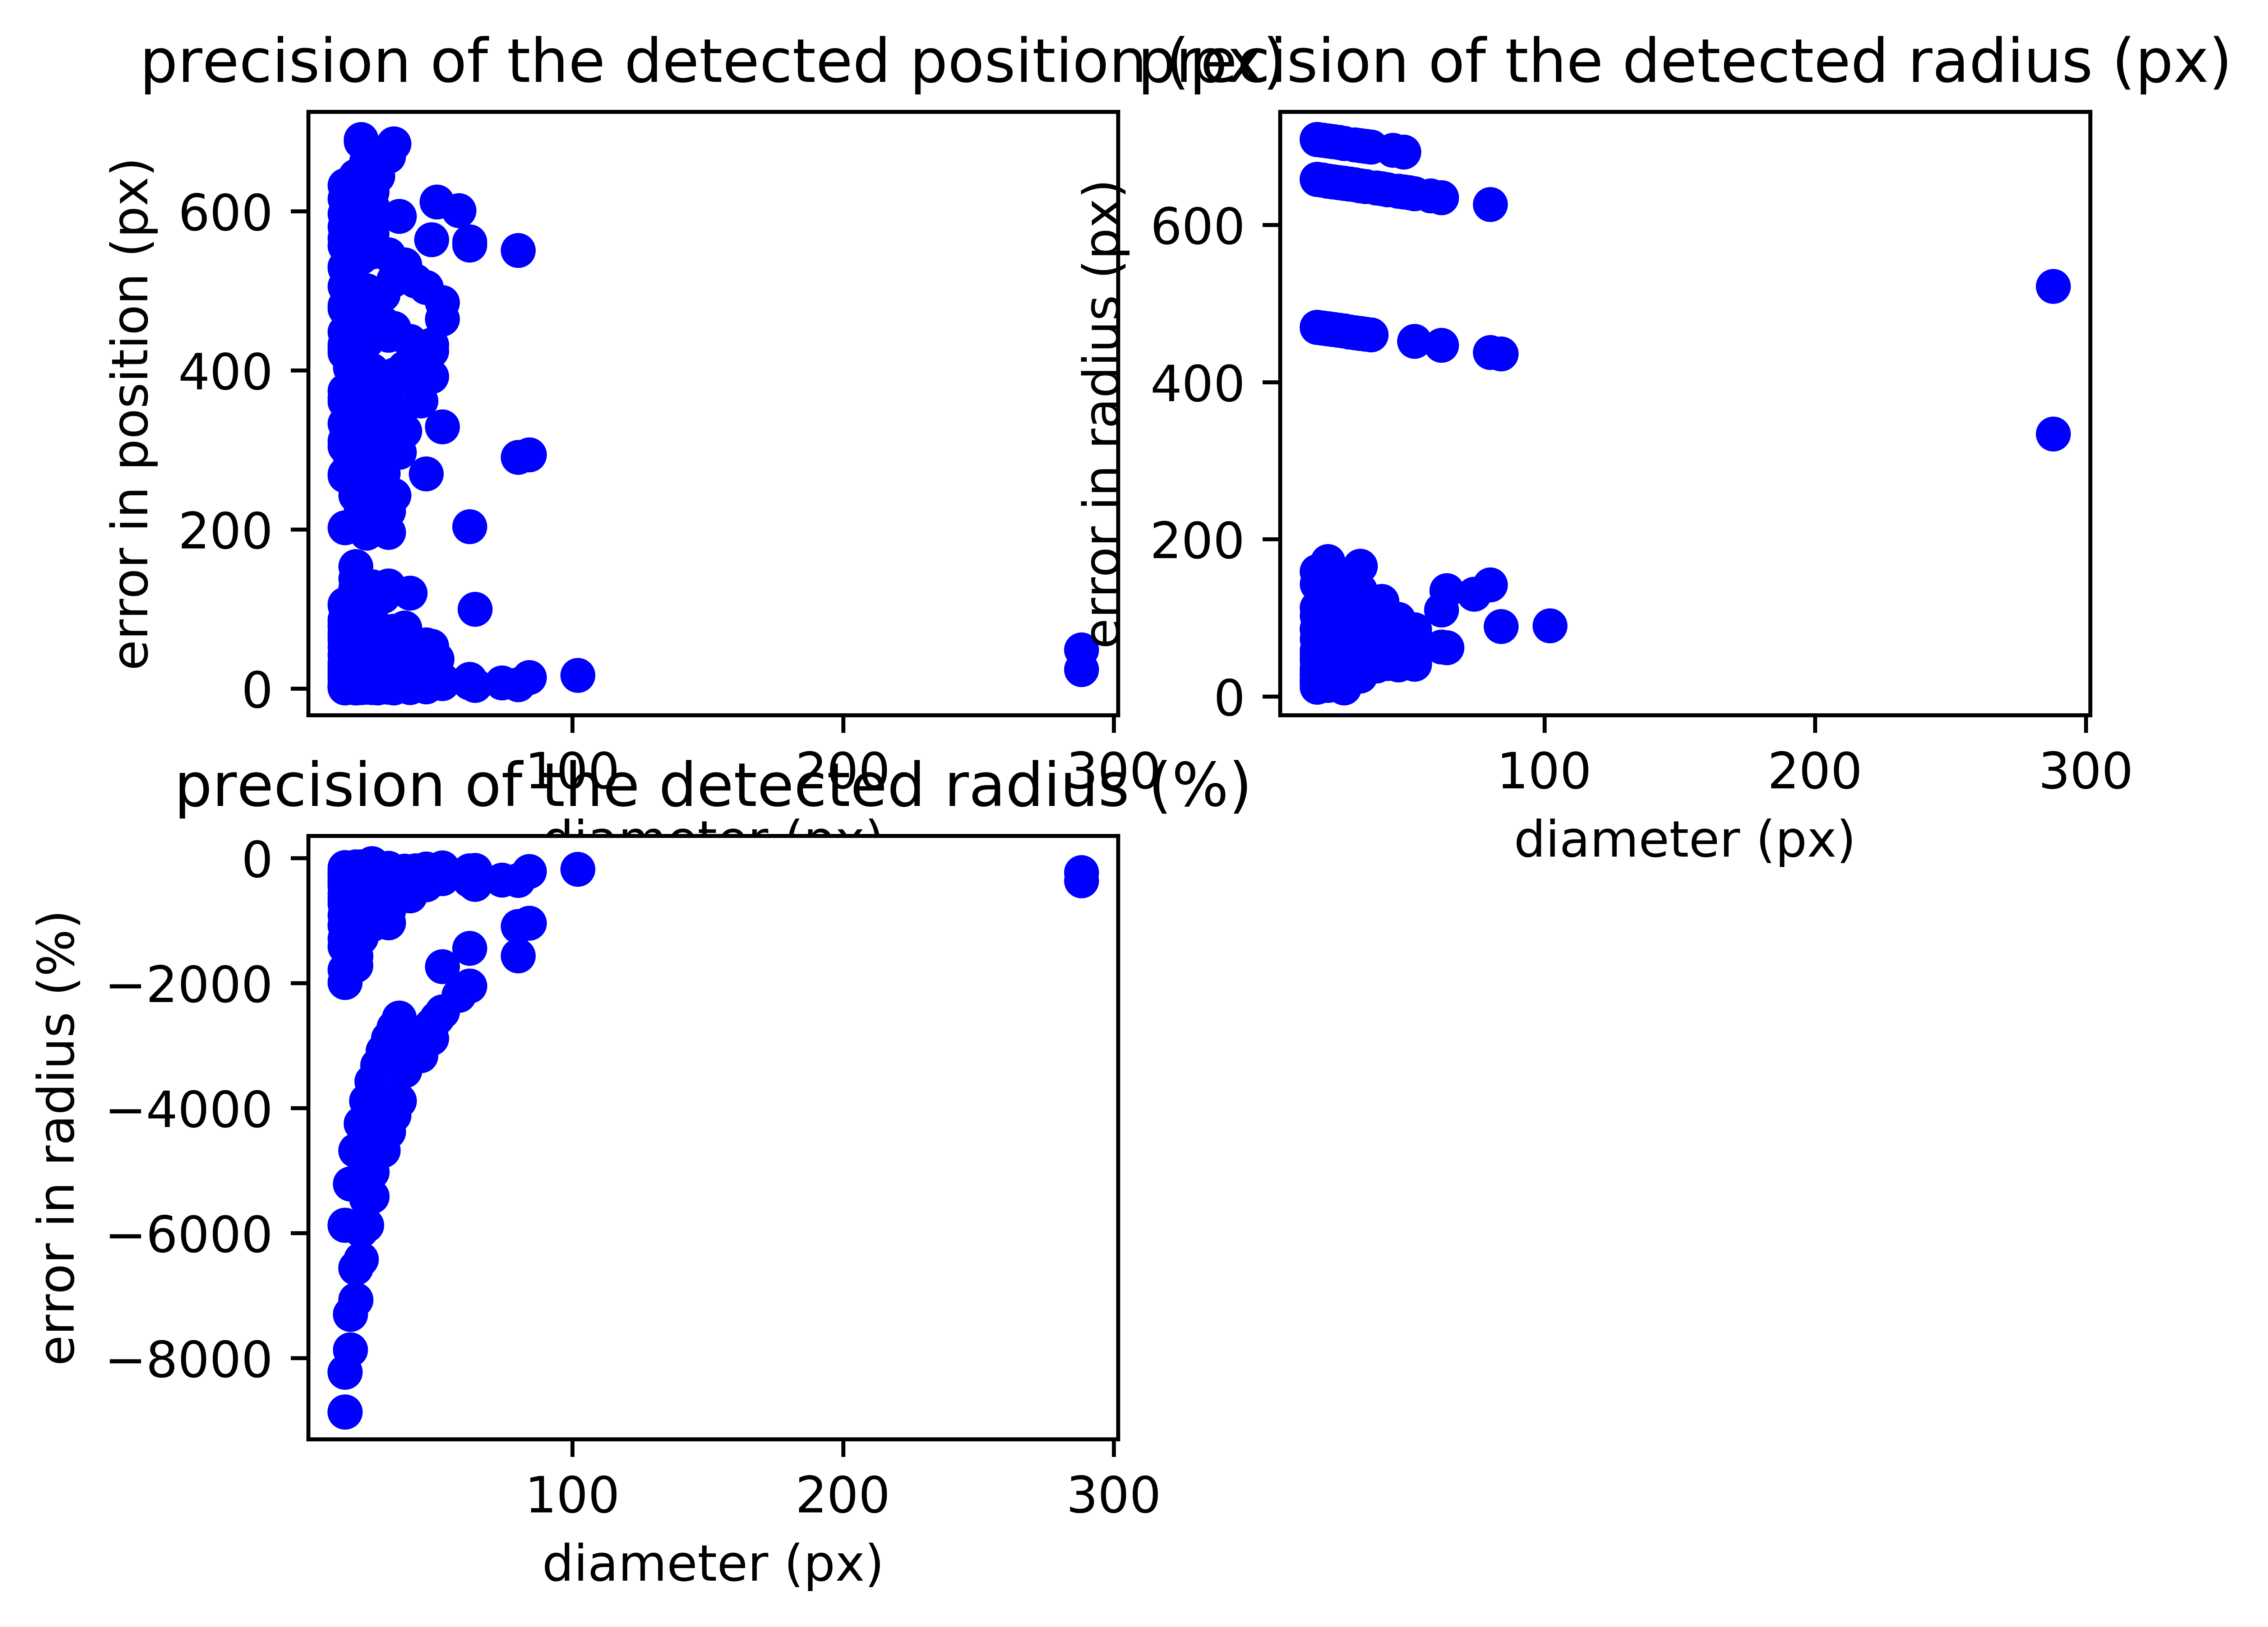 precision of the detected position (px)
precision of the detected radius (px)
error in position (px)
600
400
200
0
100
200
300
diameter (px)
error in radius (px)
600
400
200
0
100
200
300
diameter (px)
precision of the detected radius (%)
error in radius (%)
0
−2000
−4000
−6000
−8000
100
200
300
diameter (px)